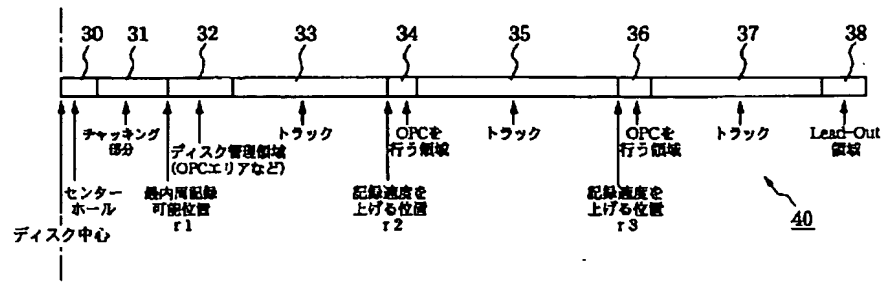 30 31 32 33 34 35 36 37 38
チャッキング
部分
ディスク管理領域
(OPCエリアなど)
トラック
OPCを
行う領域
トラック
OPCを
行う領域
トラック
Lead-Out
領域
センター
ホール
最内周記録
可能位置
r1
記録速度を
上げる位置
r2
記録速度を
上げる位置
r3
ディスク中心
40